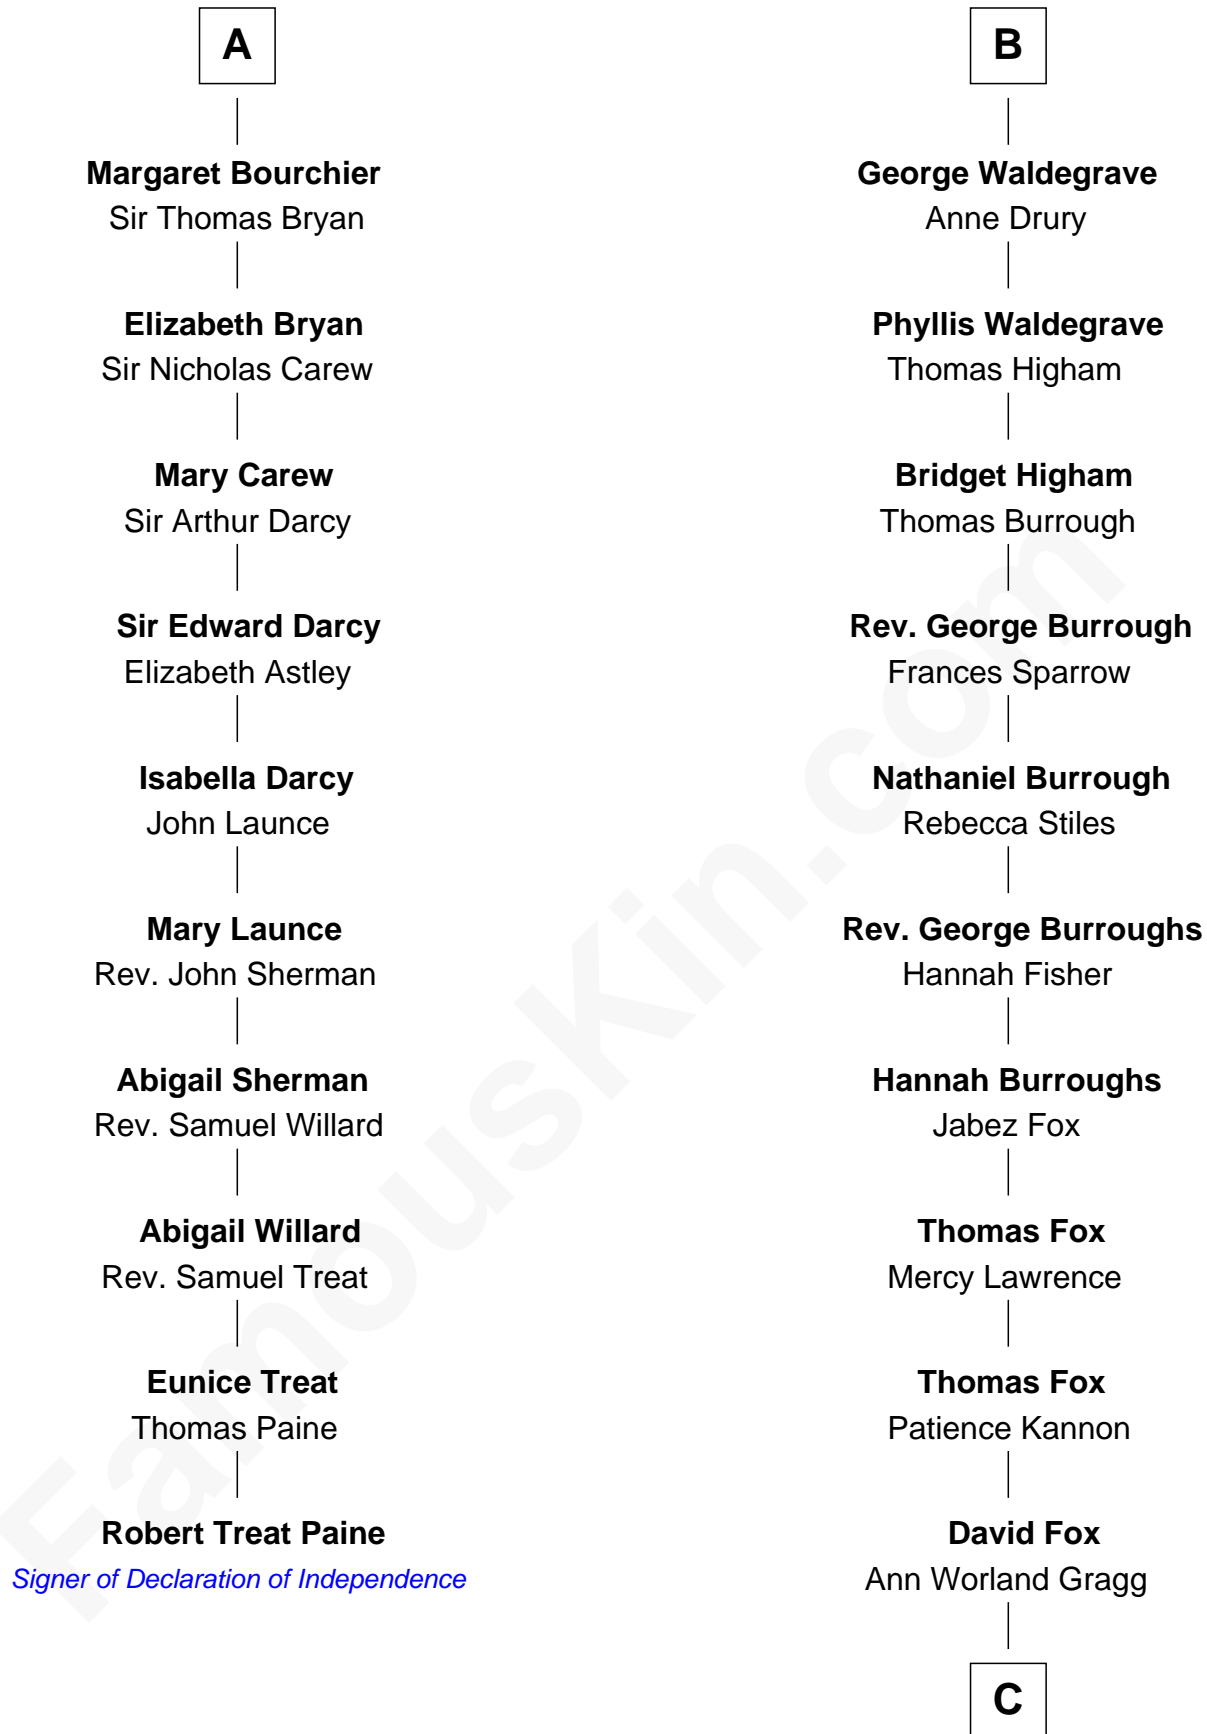 A
Margaret Bourchier
Sir Thomas Bryan
Elizabeth Bryan
Sir Nicholas Carew
Mary Carew
Sir Arthur Darcy
Sir Edward Darcy
Elizabeth Astley
Isabella Darcy
John Launce
Mary Launce
Rev. John Sherman
Abigail Sherman
Rev. Samuel Willard
Abigail Willard
Rev. Samuel Treat
Eunice Treat
Thomas Paine
Robert Treat Paine
Signer of Declaration of Independence
B
George Waldegrave
Anne Drury
Phyllis Waldegrave
Thomas Higham
Bridget Higham
Thomas Burrough
Rev. George Burrough
Frances Sparrow
Nathaniel Burrough
Rebecca Stiles
Rev. George Burroughs
Hannah Fisher
Hannah Burroughs
Jabez Fox
Thomas Fox
Mercy Lawrence
Thomas Fox
Patience Kannon
David Fox
Ann Worland Gragg
C
FamousKin.com